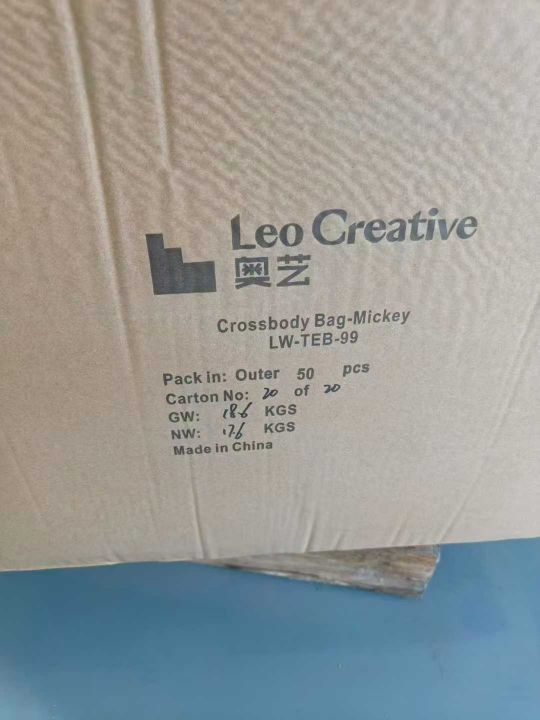 Leo Creative
奥艺
Crossbody Bag-Mickey
LW-TEB-99
Pack in: Outer 50 pcs
Carton No: 20 of 20
GW: 18.6 KGS
NW: 17.6 KGS
Made in China